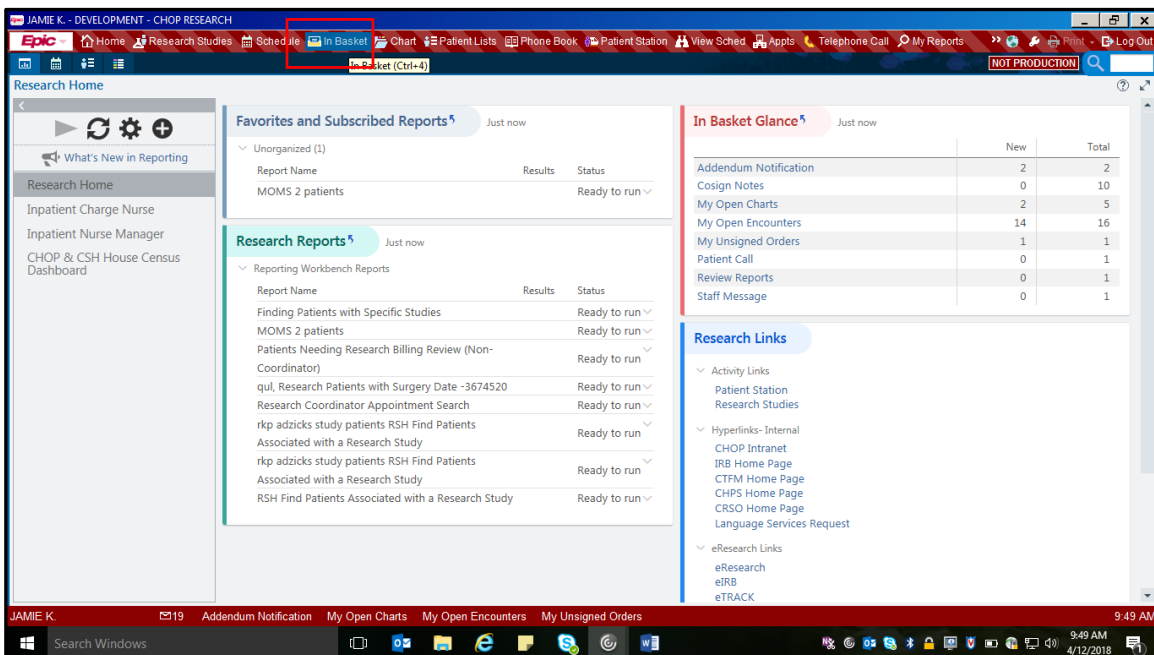 JAMIE K. - DEVELOPMENT - CHOP RESEARCH
Epic Home Research Studies Schedule In Basket Chart Patient Lists Phone Book Patient Station View Sched Appts Telephone Call My Reports Print Log Out
In Basket (Ctrl+4)
NOT PRODUCTION
Research Home
What's New in Reporting
Research Home
Inpatient Charge Nurse
Inpatient Nurse Manager
CHOP & CSH House Census
Dashboard
Favorites and Subscribed Reports Just now
Unorganized (1)
Report Name Results Status
MOMS 2 patients Ready to run
Research Reports Just now
Reporting Workbench Reports
Report Name Results Status
Finding Patients with Specific Studies Ready to run
MOMS 2 patients Ready to run
Patients Needing Research Billing Review (Non-
Coordinator) Ready to run
qul, Research Patients with Surgery Date -3674520 Ready to run
Research Coordinator Appointment Search Ready to run
rkp adzicks study patients RSH Find Patients
Associated with a Research Study Ready to run
rkp adzicks study patients RSH Find Patients
Associated with a Research Study Ready to run
RSH Find Patients Associated with a Research Study Ready to run
In Basket Glance Just now
New Total
Addendum Notification 2 2
Cosign Notes 0 10
My Open Charts 2 5
My Open Encounters 14 16
My Unsigned Orders 1 1
Patient Call 0 1
Review Reports 0 1
Staff Message 0 1
Research Links
Activity Links
Patient Station
Research Studies
Hyperlinks- Internal
CHOP Intranet
IRB Home Page
CTFM Home Page
CHPS Home Page
CRSO Home Page
Language Services Request
eResearch Links
eResearch
eIRB
eTRACK
JAMIE K. 19 Addendum Notification My Open Charts My Open Encounters My Unsigned Orders 9:49 AM
Search Windows
9:49 AM
4/12/2018